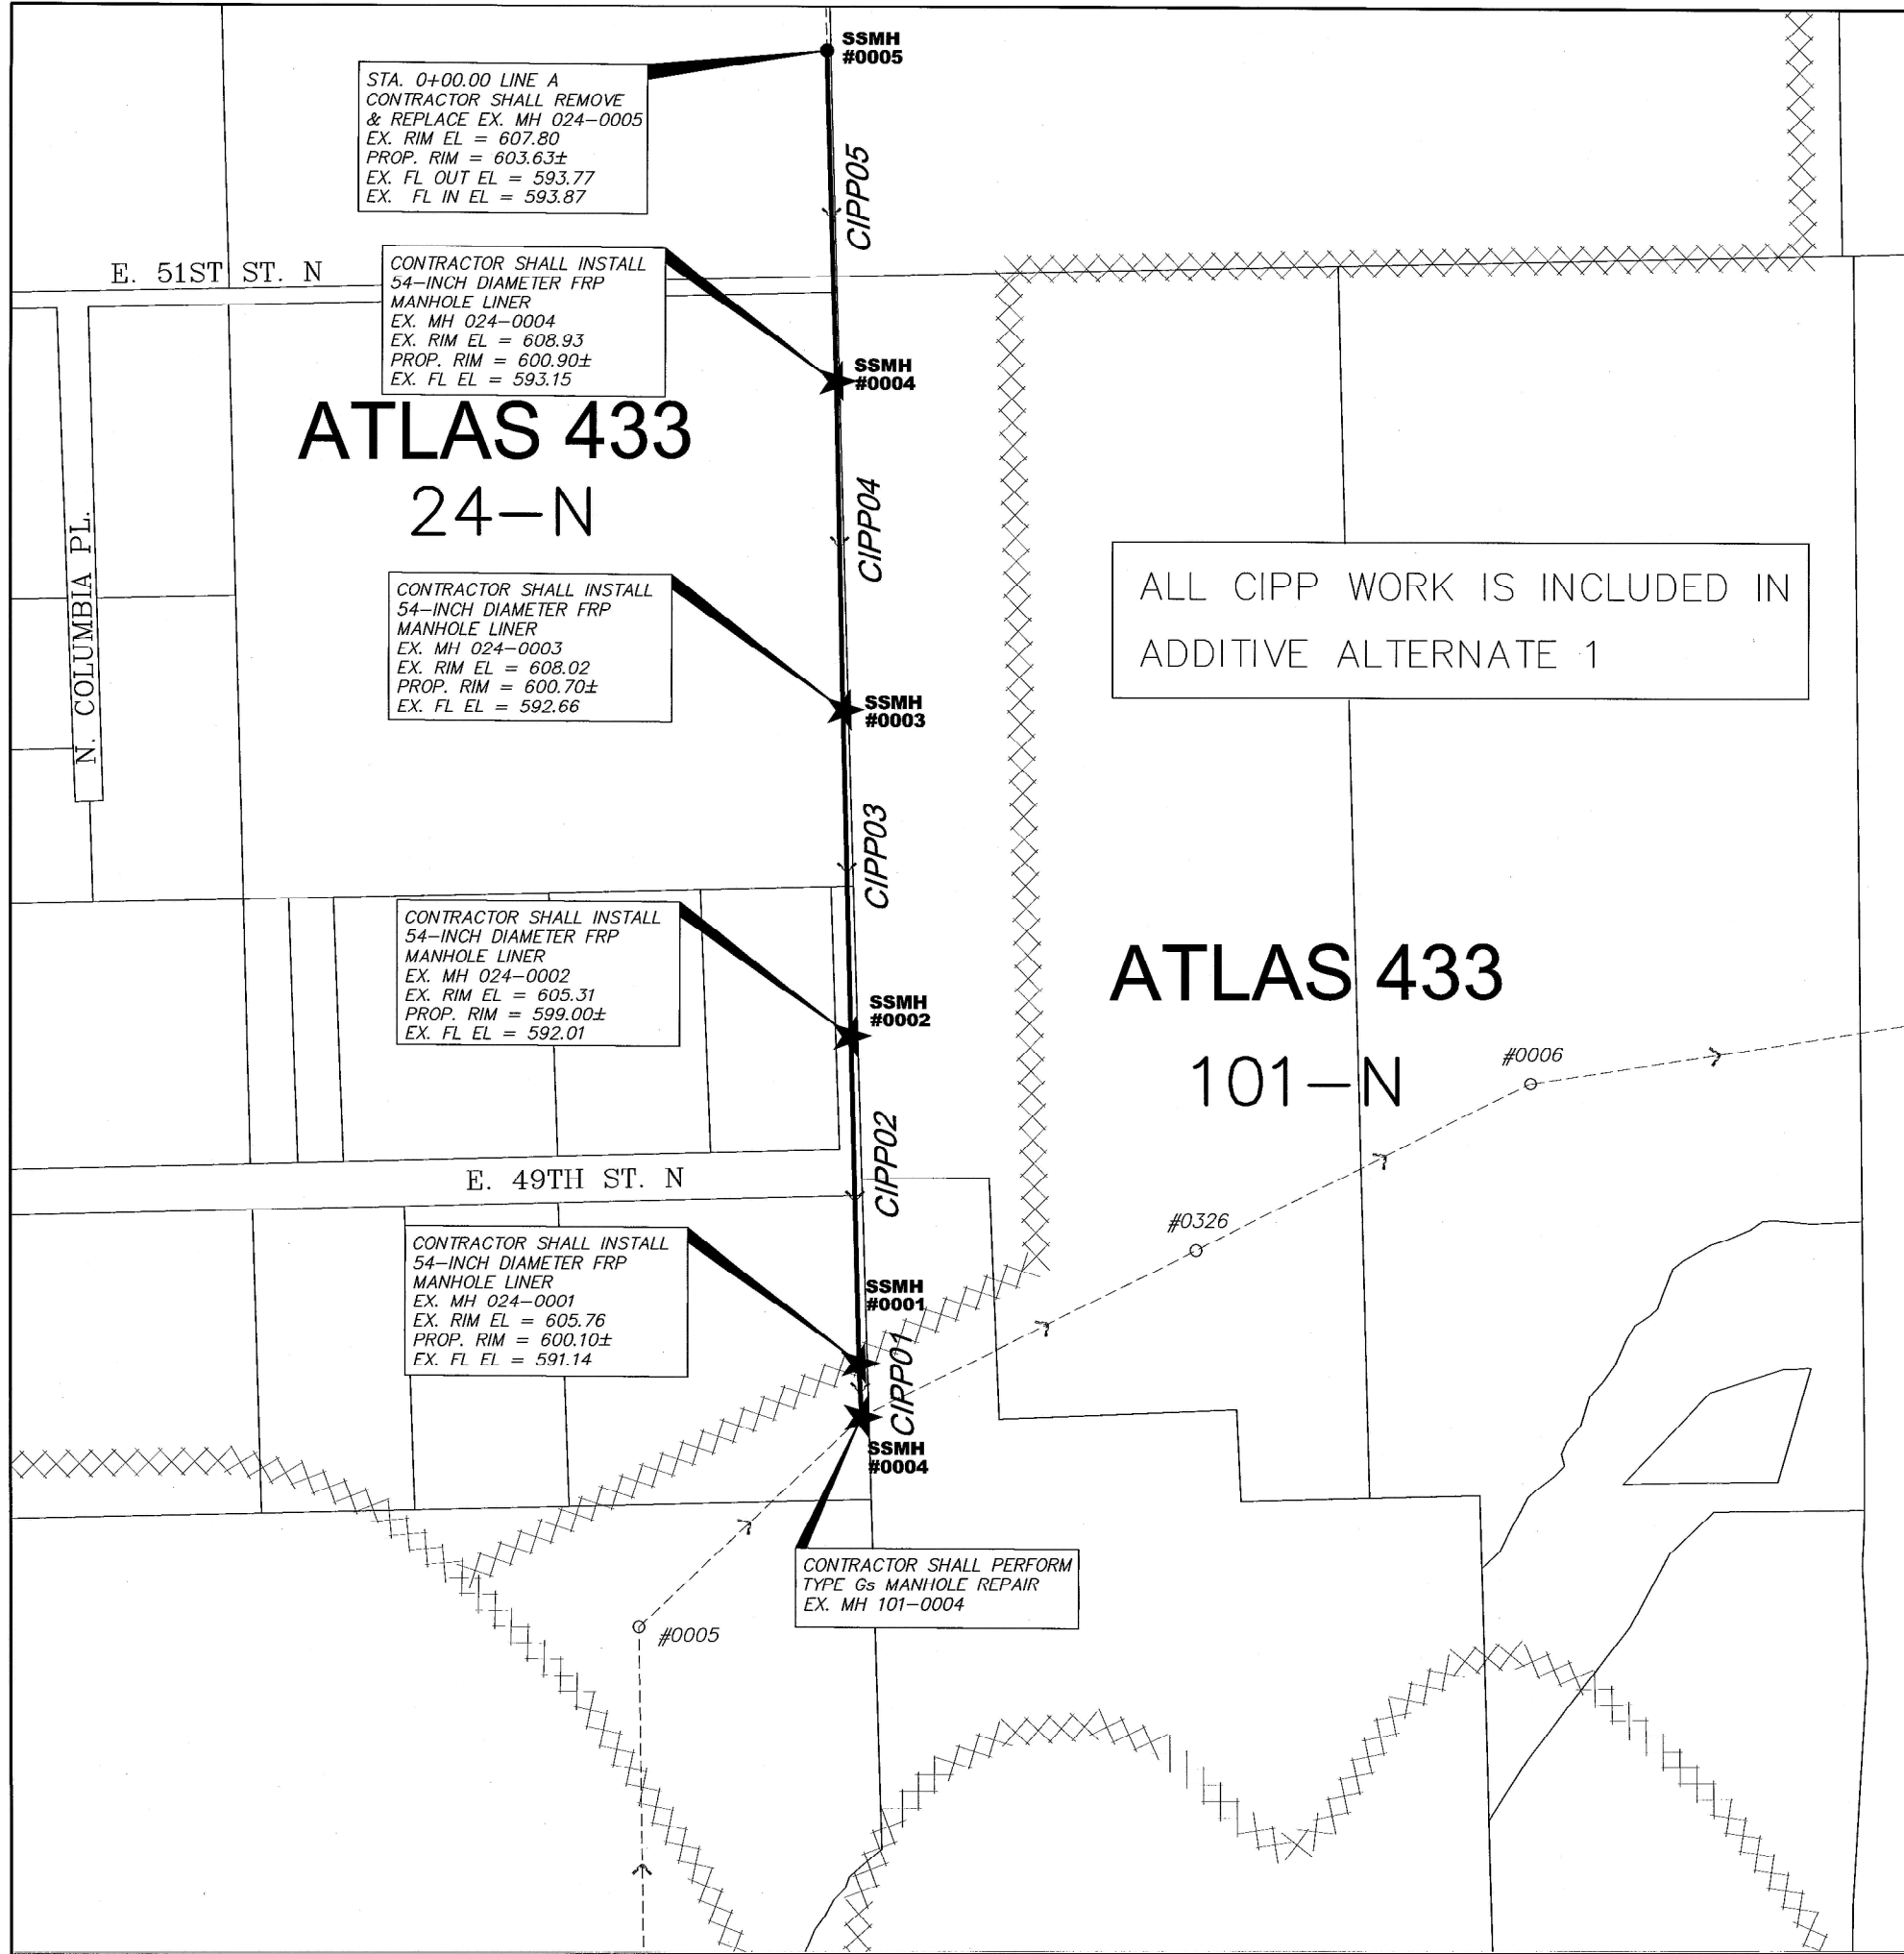 SSMH
#0005
STA. 0+00.00 LINE A
CONTRACTOR SHALL REMOVE
& REPLACE EX. MH 024-0005
EX. RIM EL = 607.80
PROP. RIM = 603.63±
EX. FL OUT EL = 593.77
EX. FL IN EL = 593.87
CIPP05
E. 51ST ST. N
CONTRACTOR SHALL INSTALL
54-INCH DIAMETER FRP
MANHOLE LINER
EX. MH 024-0004
EX. RIM EL = 608.93
PROP. RIM = 600.90±
EX. FL EL = 593.15
SSMH
#0004
ATLAS 433
24-N
CIPP04
N. COLUMBIA PL.
ALL CIPP WORK IS INCLUDED IN
ADDITIVE ALTERNATE 1
CONTRACTOR SHALL INSTALL
54-INCH DIAMETER FRP
MANHOLE LINER
EX. MH 024-0003
EX. RIM EL = 608.02
PROP. RIM = 600.70±
EX. FL EL = 592.66
SSMH
#0003
CIPP03
CONTRACTOR SHALL INSTALL
54-INCH DIAMETER FRP
MANHOLE LINER
EX. MH 024-0002
EX. RIM EL = 605.31
PROP. RIM = 599.00±
EX. FL EL = 592.01
SSMH
#0002
ATLAS 433
101-N
#0006
CIPP02
E. 49TH ST. N
#0326
CONTRACTOR SHALL INSTALL
54-INCH DIAMETER FRP
MANHOLE LINER
EX. MH 024-0001
EX. RIM EL = 605.76
PROP. RIM = 600.10±
EX. FL EL = 591.14
SSMH
#0001
CIPP01
SSMH
#0004
CONTRACTOR SHALL PERFORM
TYPE Gs MANHOLE REPAIR
EX. MH 101-0004
#0005